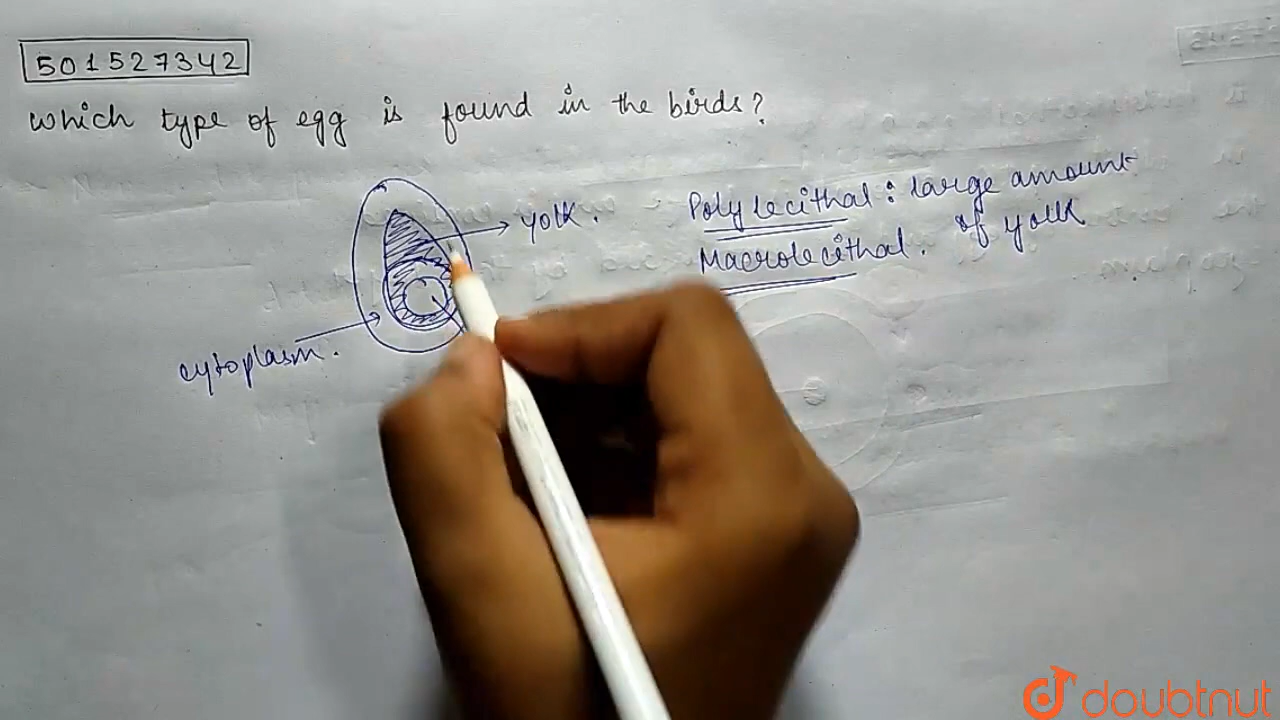 501527342
which type of egg is found in the birds?
yolk.
Polylecithal : large amount
of yolk
Macrolecithal.
cytoplasm.
doubtnut